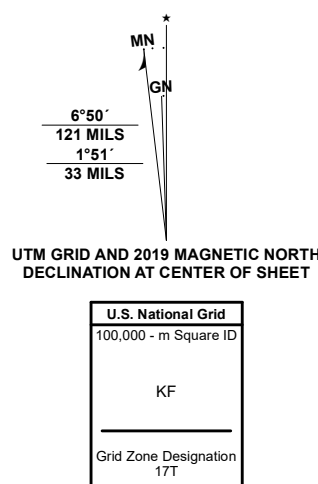 MN
GN
6°50´
121 MILS
1°51´
33 MILS
UTM GRID AND 2019 MAGNETIC NORTH
DECLINATION AT CENTER OF SHEET
U.S. National Grid
100,000 - m Square ID
KF
Grid Zone Designation
17T